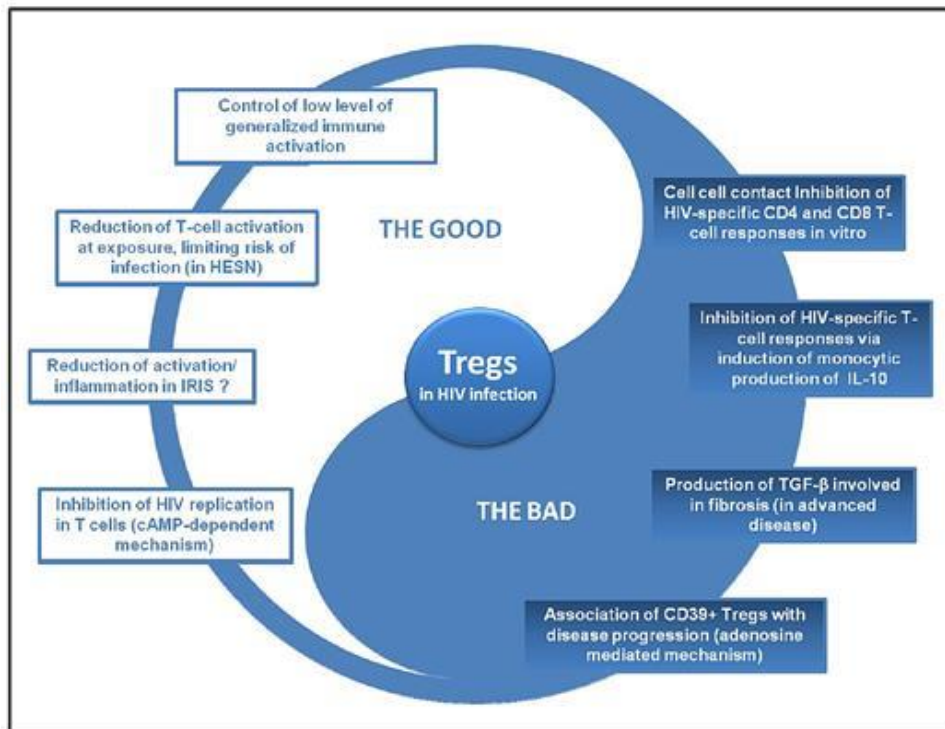 Control of low level of
generalized immune
activation
Reduction of T-cell activation
at exposure, limiting risk of
infection (in HESN)
Reduction of activation/
inflammation in IRIS ?
Inhibition of HIV replication
in T cells (cAMP-dependent
mechanism)
THE GOOD
Tregs
in HIV infection
THE BAD
Cell cell contact Inhibition of
HIV-specific CD4 and CD8 T-
cell responses in vitro
Inhibition of HIV-specific T-
cell responses via
induction of monocytic
production of IL-10
Production of TGF-β involved
in fibrosis (in advanced
disease)
Association of CD39+ Tregs with
disease progression (adenosine
mediated mechanism)